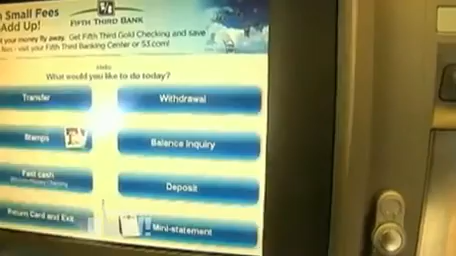 Small Fees
Add Up!
FIFTH THIRD BANK
your money fly away. Get Fifth Third Gold Checking and save
visit your Fifth Third Banking Center or 53.com!
Hello
What would you like to do today?
Transfer
Withdrawal
Stamps
Balance Inquiry
Fast cash
Deposit
Return Card and Exit
Mini-statement